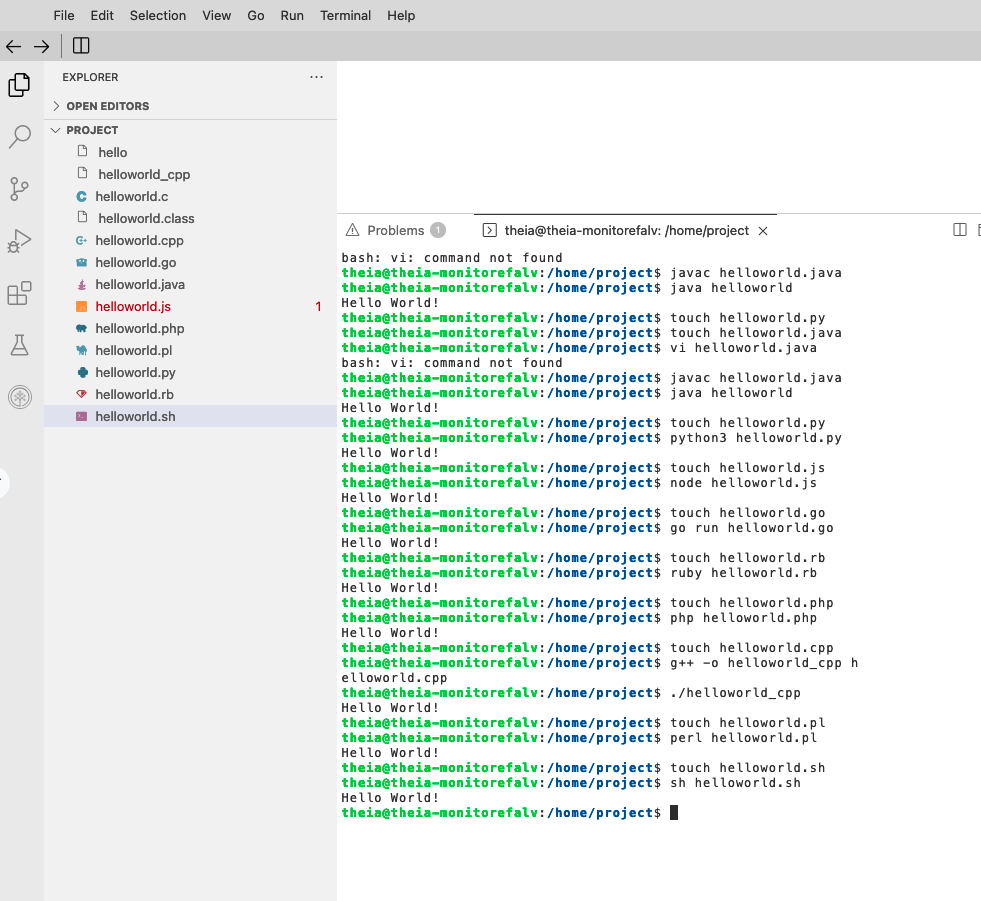 File Edit Selection View Go Run Terminal Help
EXPLORER
OPEN EDITORS
PROJECT
hello
helloworld_cpp
helloworld.c
helloworld.class
helloworld.cpp
helloworld.go
helloworld.java
helloworld.js 1
helloworld.php
helloworld.pl
helloworld.py
helloworld.rb
helloworld.sh
Problems 1 theia@theia-monitorefalv: /home/project
bash: vi: command not found
theia@theia-monitorefalv:/home/project$ javac helloworld.java
theia@theia-monitorefalv:/home/project$ java helloworld
Hello World!
theia@theia-monitorefalv:/home/project$ touch helloworld.py
theia@theia-monitorefalv:/home/project$ touch helloworld.java
theia@theia-monitorefalv:/home/project$ vi helloworld.java
bash: vi: command not found
theia@theia-monitorefalv:/home/project$ javac helloworld.java
theia@theia-monitorefalv:/home/project$ java helloworld
Hello World!
theia@theia-monitorefalv:/home/project$ touch helloworld.py
theia@theia-monitorefalv:/home/project$ python3 helloworld.py
Hello World!
theia@theia-monitorefalv:/home/project$ touch helloworld.js
theia@theia-monitorefalv:/home/project$ node helloworld.js
Hello World!
theia@theia-monitorefalv:/home/project$ touch helloworld.go
theia@theia-monitorefalv:/home/project$ go run helloworld.go
Hello World!
theia@theia-monitorefalv:/home/project$ touch helloworld.rb
theia@theia-monitorefalv:/home/project$ ruby helloworld.rb
Hello World!
theia@theia-monitorefalv:/home/project$ touch helloworld.php
theia@theia-monitorefalv:/home/project$ php helloworld.php
Hello World!
theia@theia-monitorefalv:/home/project$ touch helloworld.cpp
theia@theia-monitorefalv:/home/project$ g++ -o helloworld_cpp h
elloworld.cpp
theia@theia-monitorefalv:/home/project$ ./helloworld_cpp
Hello World!
theia@theia-monitorefalv:/home/project$ touch helloworld.pl
theia@theia-monitorefalv:/home/project$ perl helloworld.pl
Hello World!
theia@theia-monitorefalv:/home/project$ touch helloworld.sh
theia@theia-monitorefalv:/home/project$ sh helloworld.sh
Hello World!
theia@theia-monitorefalv:/home/project$